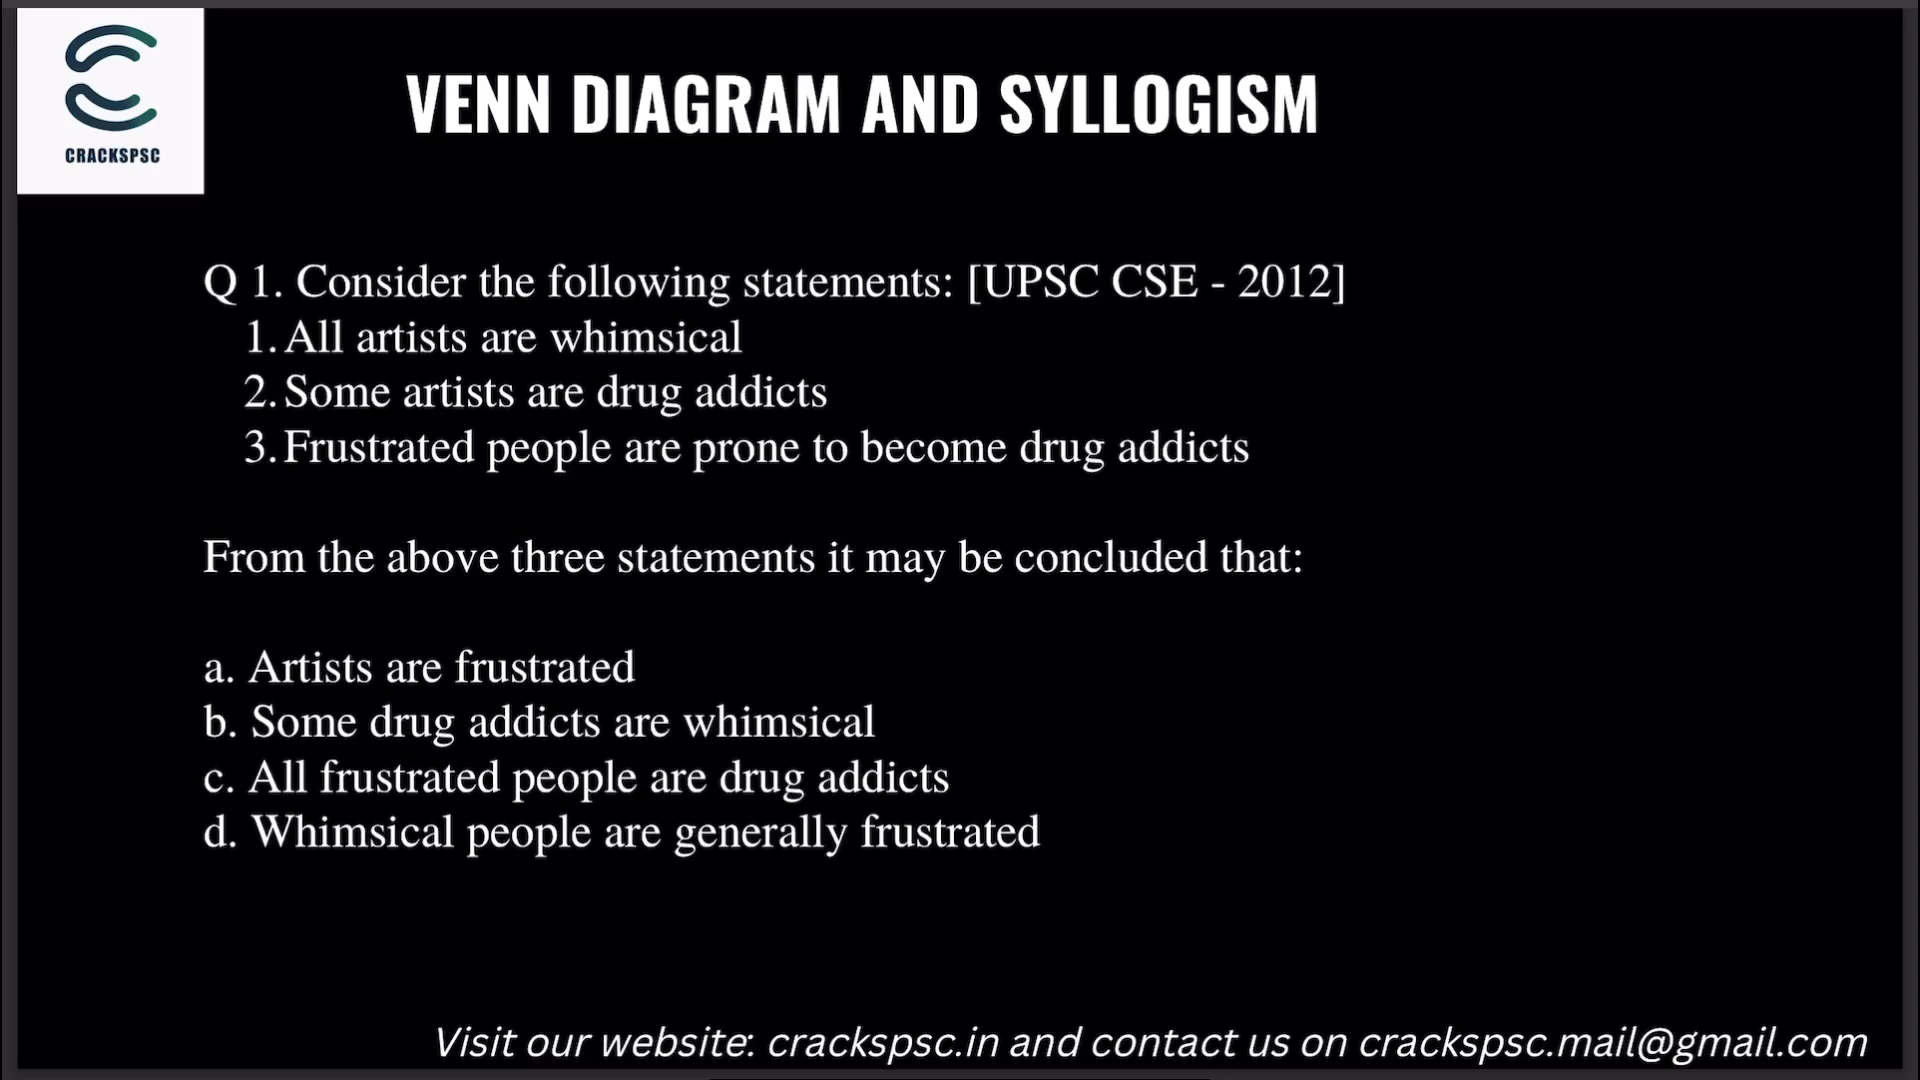 CRACKSPSC
VENN DIAGRAM AND SYLLOGISM
Q 1. Consider the following statements: [UPSC CSE - 2012]
1. All artists are whimsical
2. Some artists are drug addicts
3. Frustrated people are prone to become drug addicts
From the above three statements it may be concluded that:
a. Artists are frustrated
b. Some drug addicts are whimsical
c. All frustrated people are drug addicts
d. Whimsical people are generally frustrated
Visit our website: crackspsc.in and contact us on crackspsc.mail@gmail.com